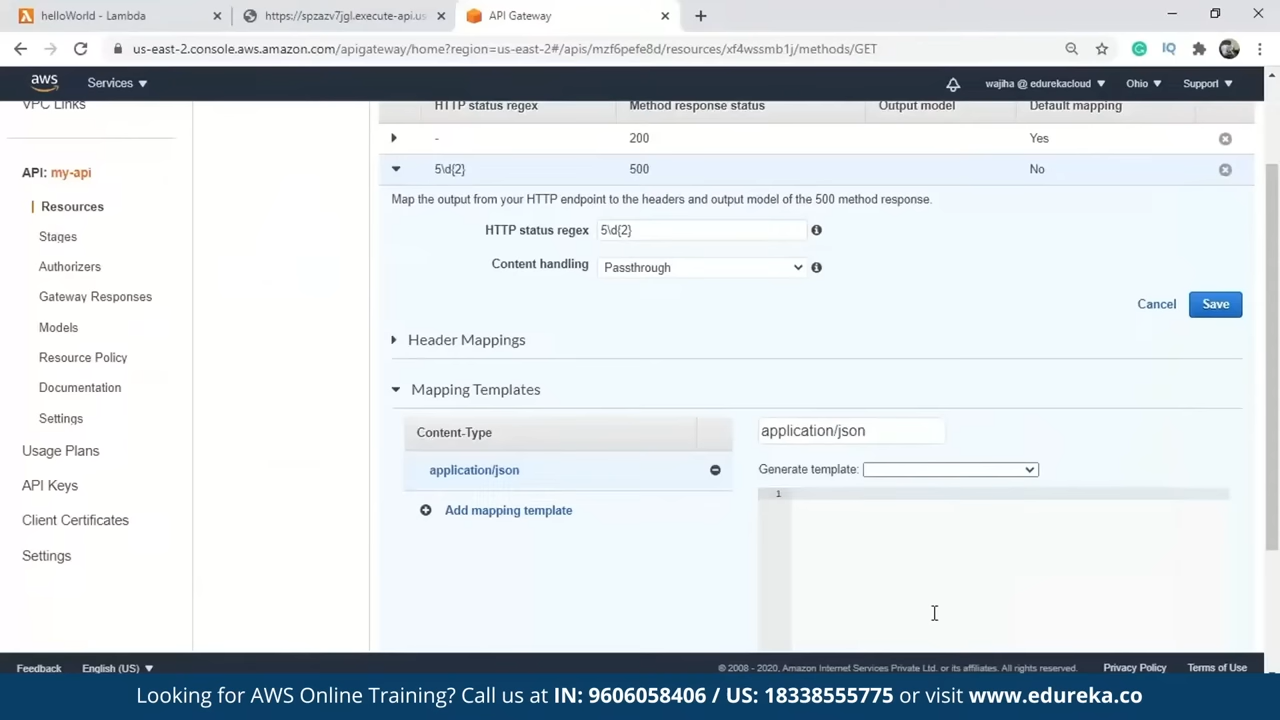 heloWorld - Lambda
https://spzazv7jgl.execute-api.us
API Gateway
us-east-2.console.aws.amazon.com/apigateway/home?region=us-east-2#/apis/mzf6pefe8d/resources/xf4wssmb1j/methods/GET
aws
Services
wajiha @ edurekacloud
Ohio
Support
VPC Links
HTTP status regex
Method response status
Output model
Default mapping
-
200
Yes
5\d{2}
500
No
Map the output from your HTTP endpoint to the headers and output model of the 500 method response.
API: my-api
Resources
Stages
Authorizers
Gateway Responses
Models
Resource Policy
Documentation
Settings
Usage Plans
API Keys
Client Certificates
Settings
HTTP status regex
5\d{2}
Content handling
Passthrough
Cancel
Save
Header Mappings
Mapping Templates
Content-Type
application/json
Add mapping template
application/json
Generate template:
1
Feedback
English (US)
© 2008 - 2020, Amazon Internet Services Private Ltd. or its affiliates. All rights reserved.
Privacy Policy
Terms of Use
Looking for AWS Online Training? Call us at IN: 9606058406 / US: 18338555775 or visit www.edureka.co